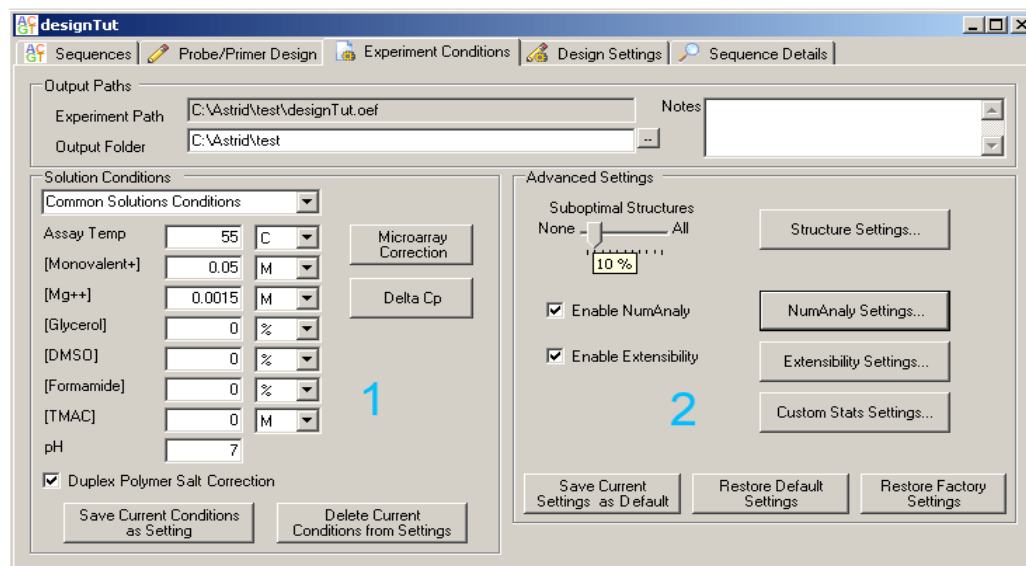 designTut
Sequences Probe/Primer Design Experiment Conditions Design Settings Sequence Details
Output Paths
Experiment Path C:\Astrid\test\designTut.oef
Output Folder C:\Astrid\test --
Notes
Solution Conditions
Common Solutions Conditions
Assay Temp 55 C
[Monovalent+] 0.05 M
[Mg++] 0.0015 M
[Glycerol] 0 %
[DMSO] 0 %
[Formamide] 0 %
[TMAC] 0 M
pH 7
Microarray
Correction
Delta Cp
1
Duplex Polymer Salt Correction
Save Current Conditions
as Setting
Delete Current
Conditions from Settings
Advanced Settings
Suboptimal Structures
None All
10 %
Structure Settings...
Enable NumAnaly
NumAnaly Settings...
Enable Extensibility
Extensibility Settings...
2
Custom Stats Settings...
Save Current
Settings as Default
Restore Default
Settings
Restore Factory
Settings